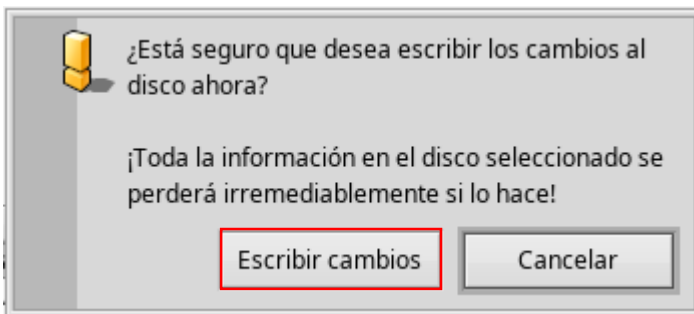 ¿Está seguro que desea escribir los cambios al
disco ahora?
¡Toda la información en el disco seleccionado se
perderá irremediablemente si lo hace!
Escribir cambios
Cancelar